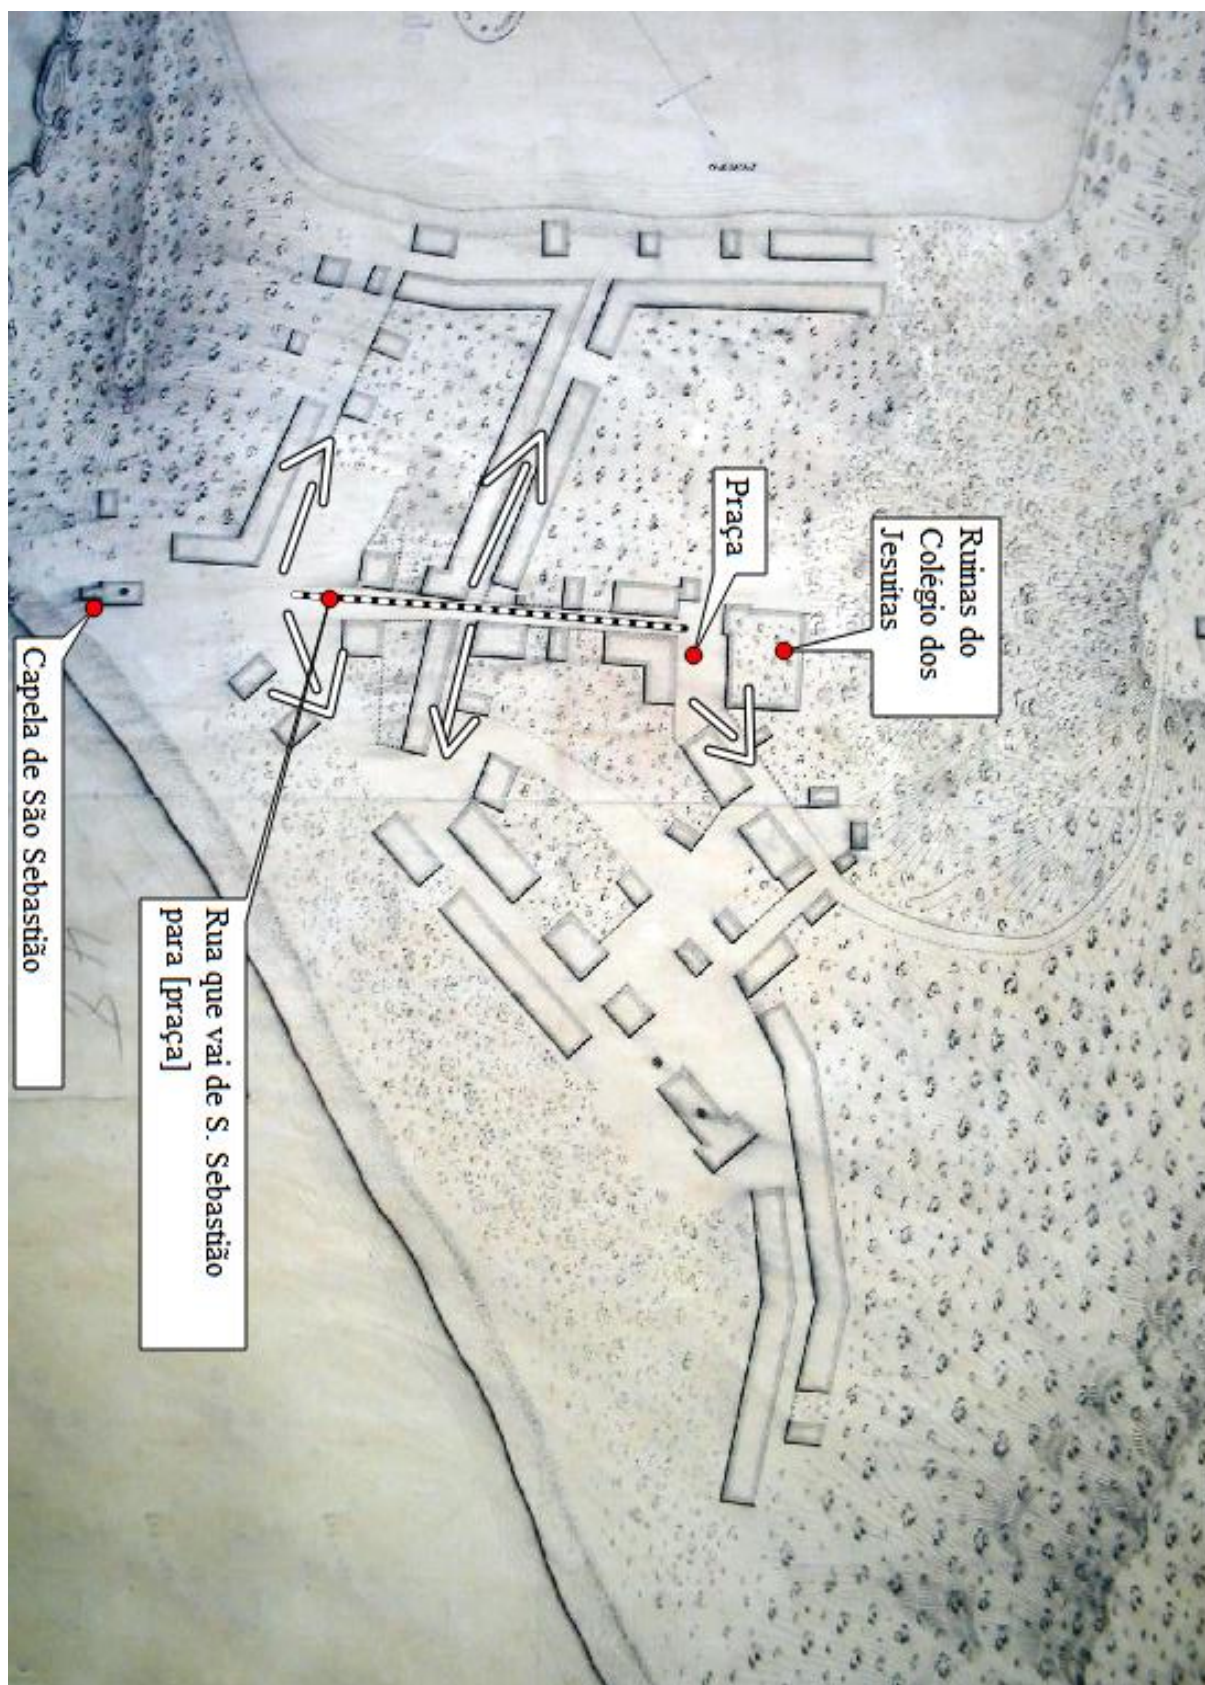 Ruinas do
Colégio dos
Jesuitas
Praça
Rua que vai de S. Sebastião
para [praça]
Capela de São Sebastião